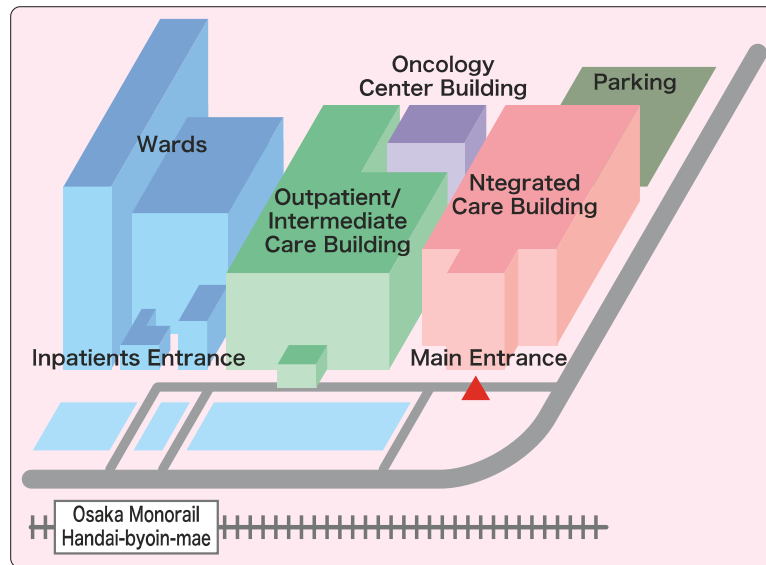 Oncology
Center Building
Parking
Wards
Outpatient/
Intermediate
Care Building
Ntegrated
Care Building
Inpatients Entrance
Main Entrance
Osaka Monorail
Handai-byoin-mae